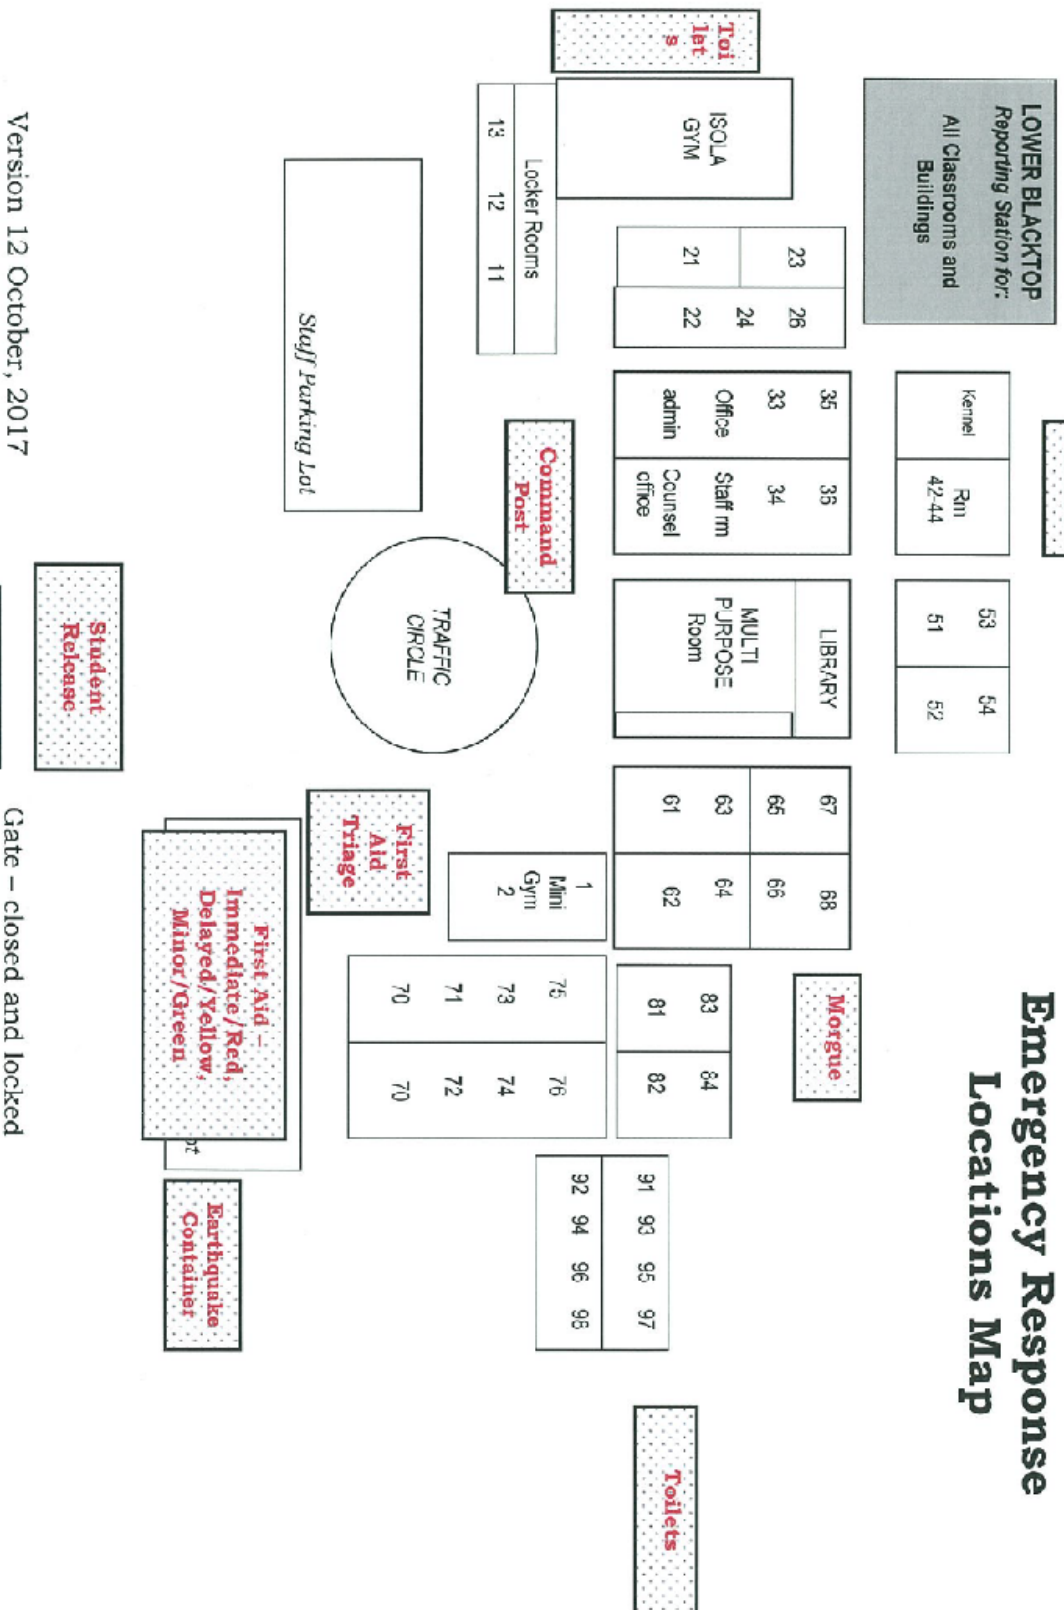 Emergency Response
Locations Map
LOWER BLACKTOP
Reporting Station for:
All Classrooms and
Buildings
Kennel
Rm
42-44
53
54
51
52
Toi
let
s
ISOLA
GYM
23
21
26
24
22
35
36
33
34
Office
Staff rm
admin
Counsel
office
LIBRARY
MULTI
PURPOSE
Room
67
68
65
66
63
64
61
62
Morgue
83
84
81
82
91 93 95 97
92 94 96 98
Toilets
Locker Rooms
13 12 11
Command
Post
1
Mini
Gym
2
75
76
73
74
71
72
70
70
TRAFFIC
CIRCLE
First
Aid
Triage
Staff Parking Lot
First Aid –
Immediate/Red,
Delayed/Yellow,
Minor/Green
ot
Earthquake
Container
Student
Release
Version 12 October, 2017
Gate – closed and locked